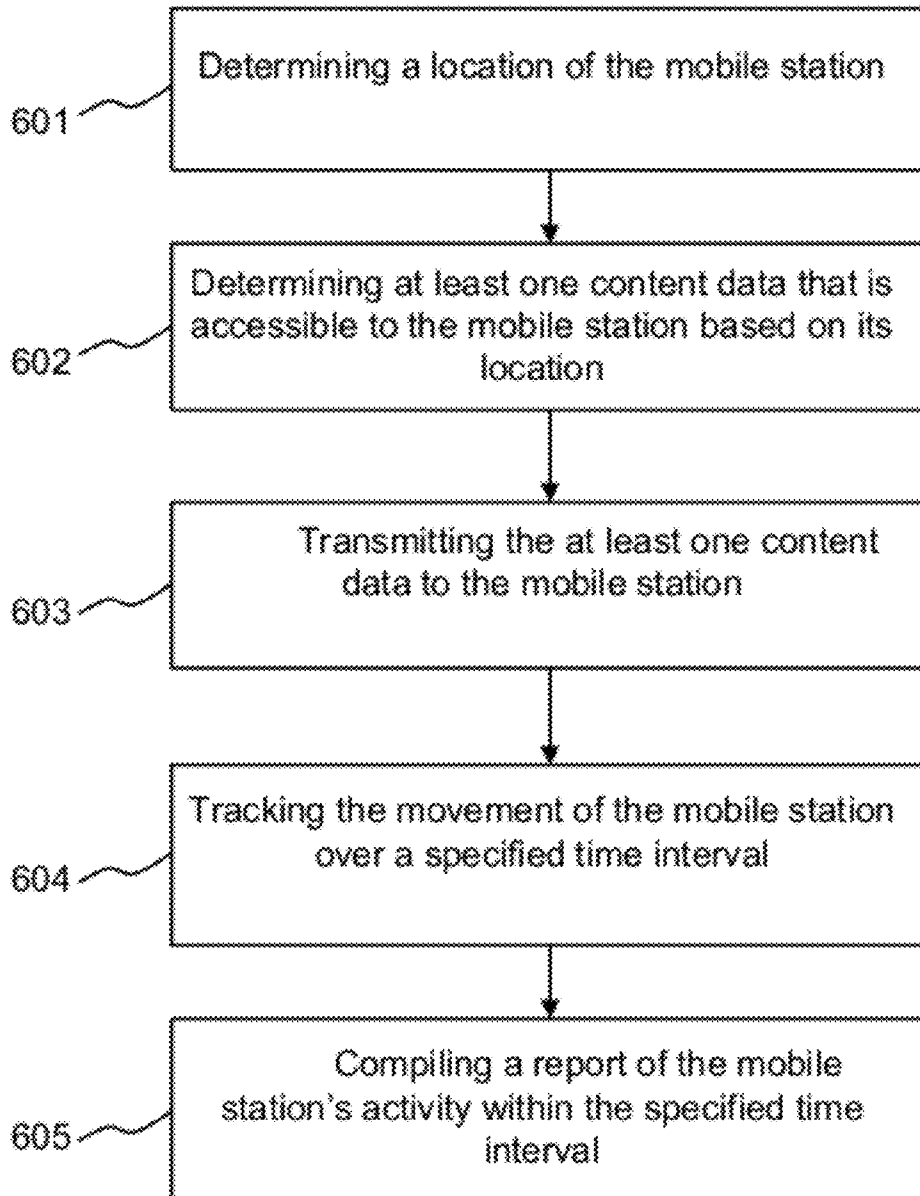 Determining a location of the mobile station
601
Determining at least one content data that is
accessible to the mobile station based on its
location
602
Transmitting the at least one content
data to the mobile station
603
Tracking the movement of the mobile station
over a specified time interval
604
Compiling a report of the mobile
station's activity within the specified time
interval
605